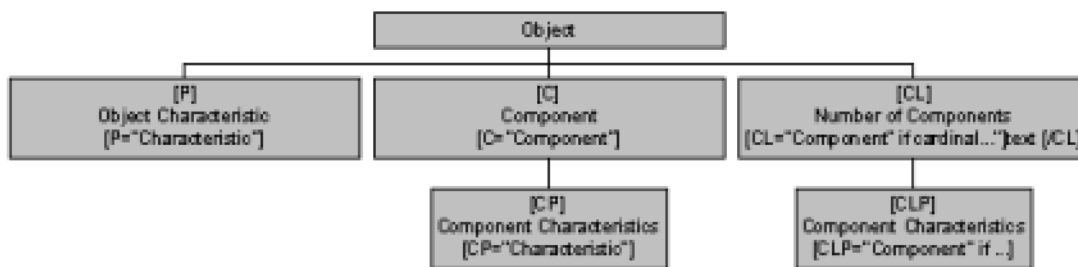 Object
[P]
Object Characteristic
[P="Characteristic"]
[C]
Component
[C="Component"]
[CL]
Number of Components
[CL="Component" if cardinal..."]text [/CL]
[CP]
Component Characteristics
[CP="Characteristic"]
[CLP]
Component Characteristics
[CLP="Component" if ...]